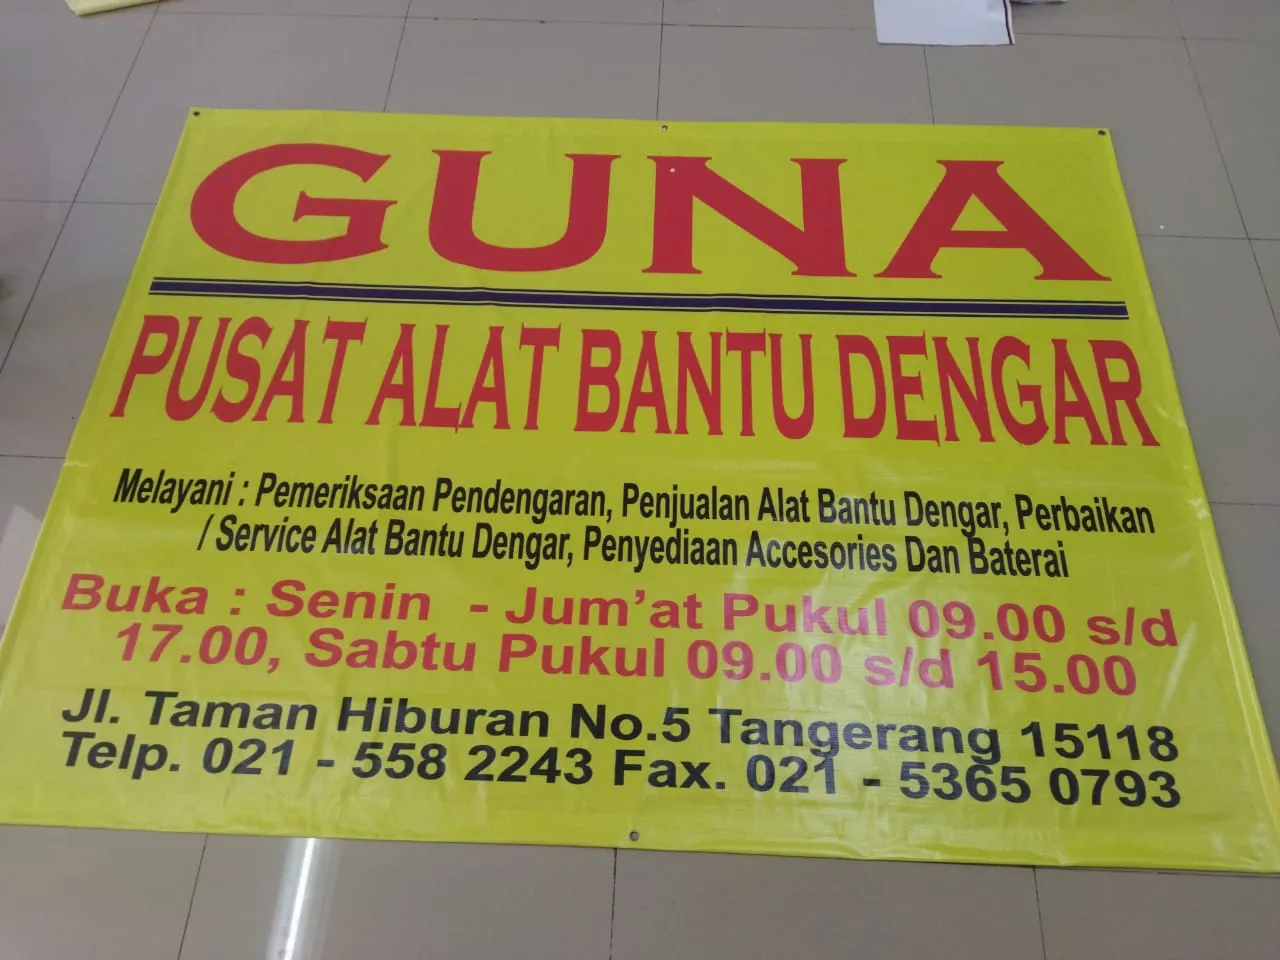 GUNA
PUSAT ALAT BANTU DENGAR
Melayani : Pemeriksaan Pendengaran, Penjualan Alat Bantu Dengar, Perbaikan
/ Service Alat Bantu Dengar, Penyediaan Accesories Dan Baterai
Buka : Senin - Jum'at Pukul 09.00 s/d
17.00, Sabtu Pukul 09.00 s/d 15.00
Jl. Taman Hiburan No.5 Tangerang 15118
Telp. 021 - 558 2243 Fax. 021 - 5365 0793